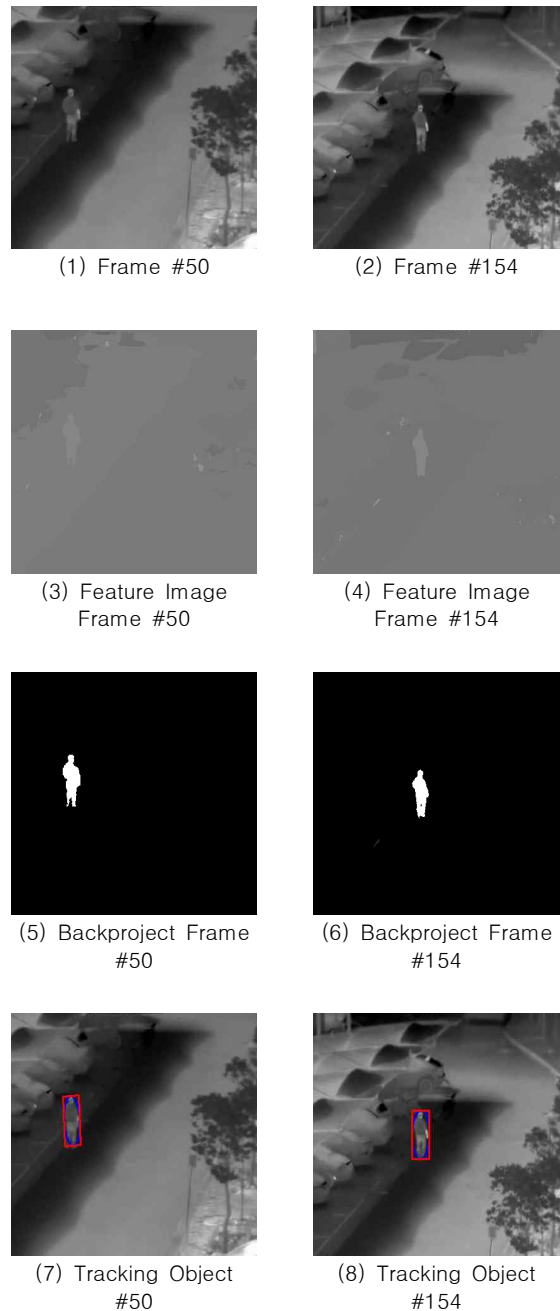 (1) Frame #50
(2) Frame #154
(3) Feature Image
Frame #50
(4) Feature Image
Frame #154
(5) Backproject Frame
#50
(6) Backproject Frame
#154
(7) Tracking Object
#50
(8) Tracking Object
#154